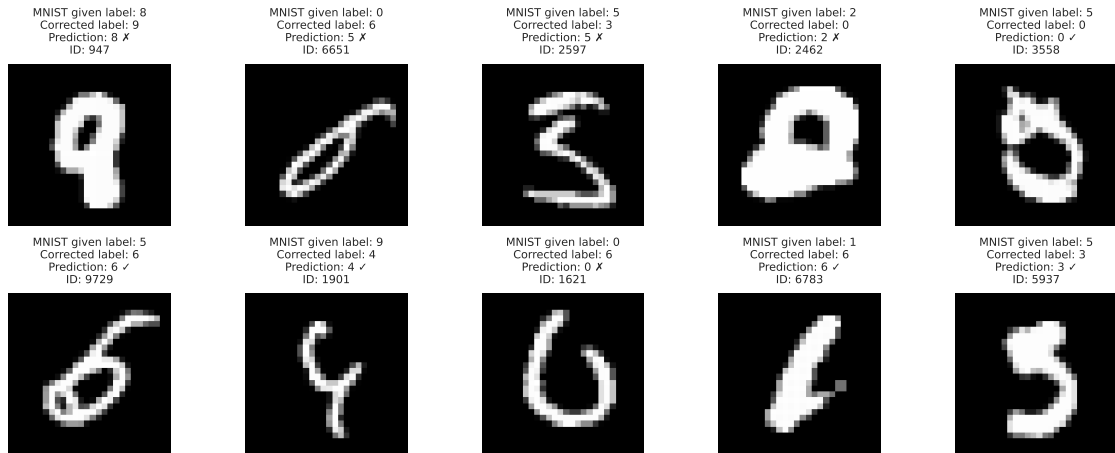 MNIST given label: 8
Corrected label: 9
Prediction: 8 ✗
ID: 947
MNIST given label: 0
Corrected label: 6
Prediction: 5 ✗
ID: 6651
MNIST given label: 5
Corrected label: 3
Prediction: 5 ✗
ID: 2597
MNIST given label: 2
Corrected label: 0
Prediction: 2 ✗
ID: 2462
MNIST given label: 5
Corrected label: 0
Prediction: 0 ✓
ID: 3558
MNIST given label: 5
Corrected label: 6
Prediction: 6 ✓
ID: 9729
MNIST given label: 9
Corrected label: 4
Prediction: 4 ✓
ID: 1901
MNIST given label: 0
Corrected label: 6
Prediction: 0 ✗
ID: 1621
MNIST given label: 1
Corrected label: 6
Prediction: 6 ✓
ID: 6783
MNIST given label: 5
Corrected label: 3
Prediction: 3 ✓
ID: 5937